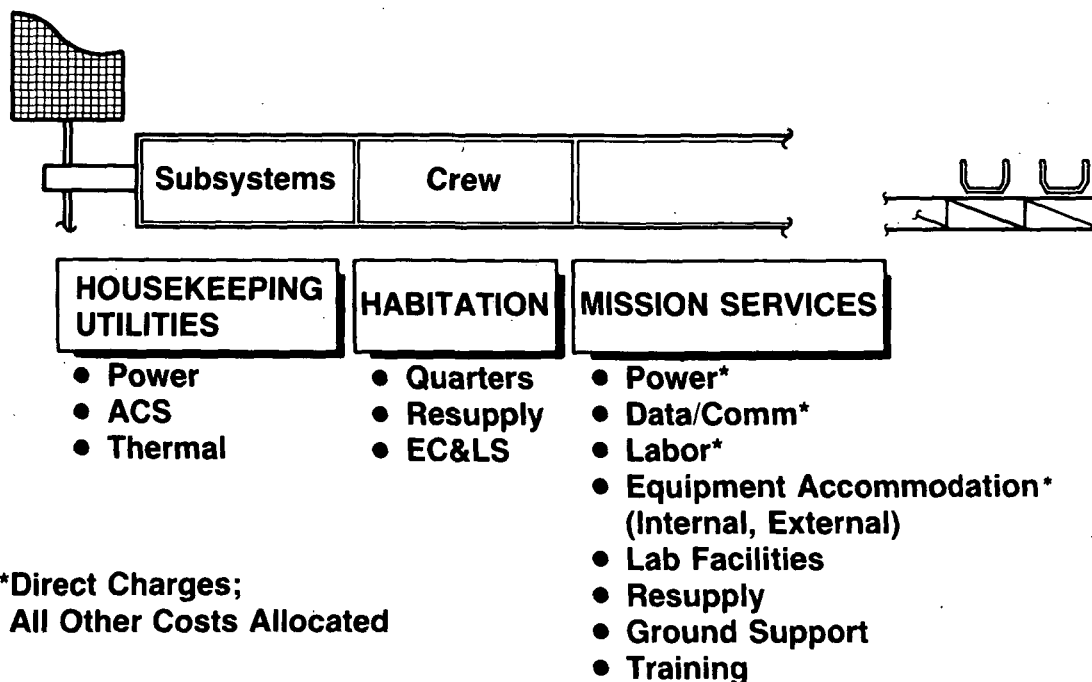 Subsystems
Crew
HOUSEKEEPING
UTILITIES
● Power
● ACS
● Thermal
HABITATION
● Quarters
● Resupply
● EC&LS
MISSION SERVICES
● Power*
● Data/Comm*
● Labor*
● Equipment Accommodation*
(Internal, External)
● Lab Facilities
● Resupply
● Ground Support
● Training
*Direct Charges;
All Other Costs Allocated